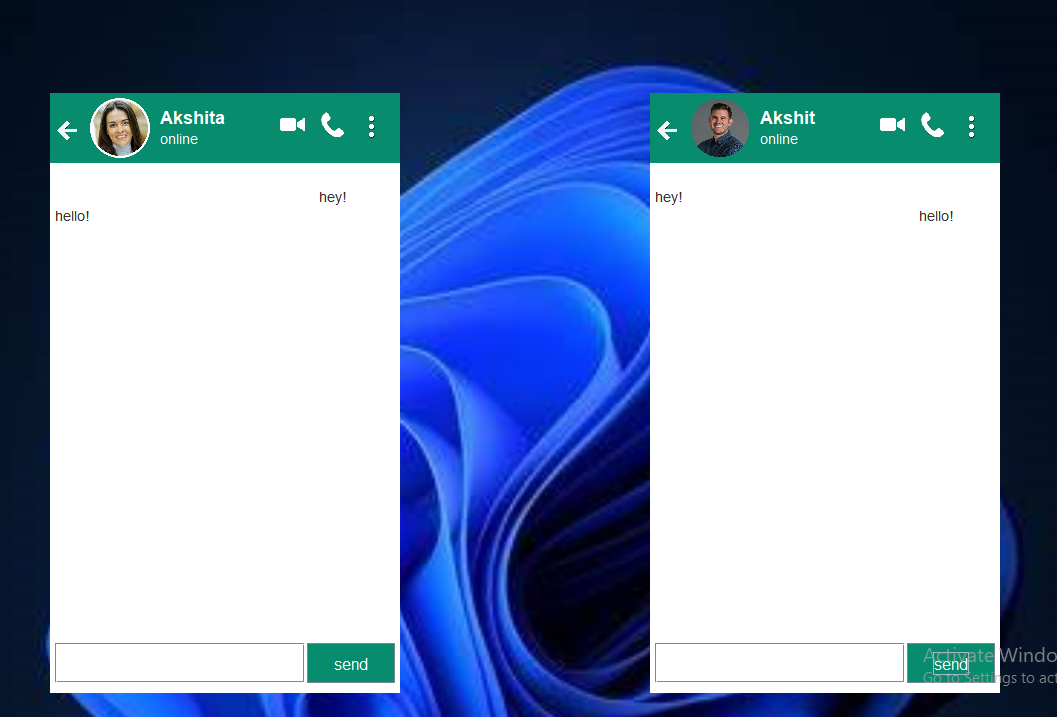 Akshita
online
hey!
hello!
send
Akshit
online
hey!
hello!
send
Activate Windo
Go to Settings to act